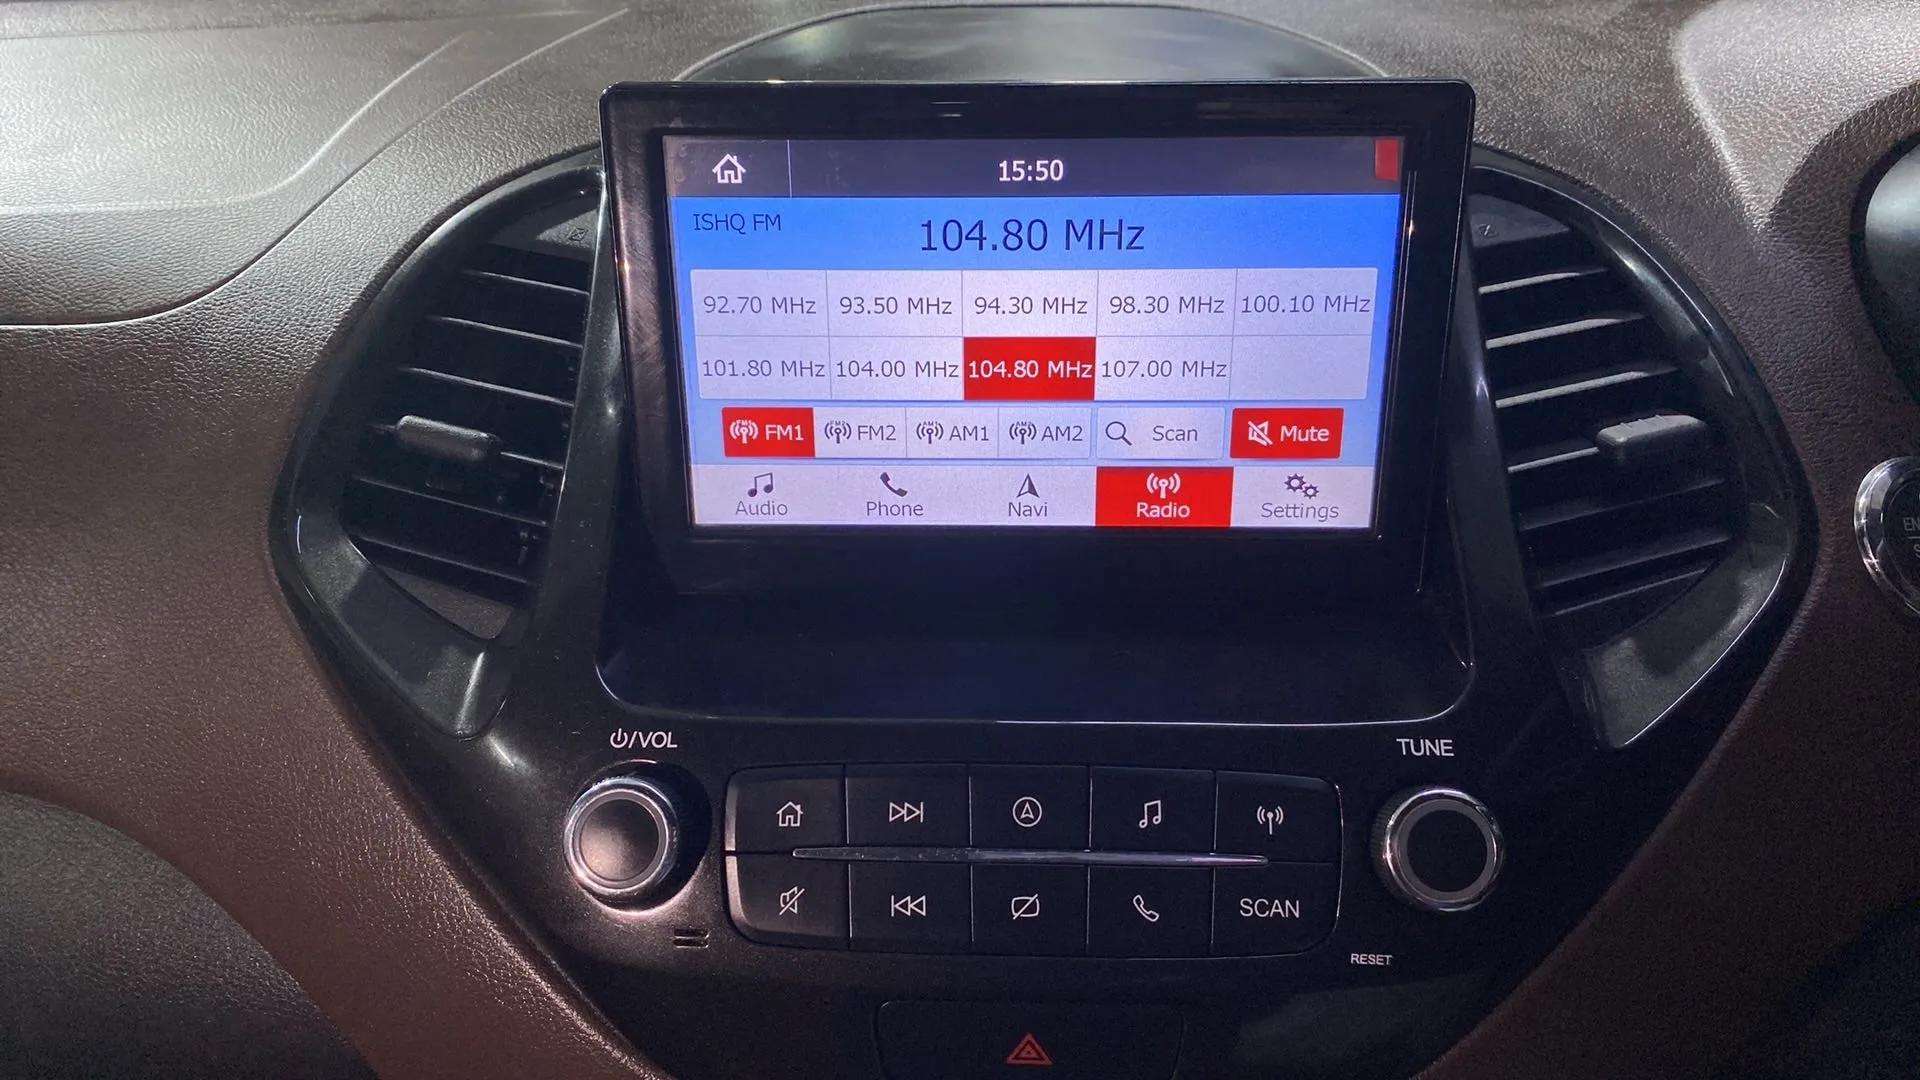 15:50
ISHQ FM
104.80 MHz
92.70 MHz 93.50 MHz 94.30 MHz 98.30 MHz 100.10 MHz
101.80 MHz 104.00 MHz 104.80 MHz 107.00 MHz
FM1 FM2 AM1 AM2 Scan Mute
Audio Phone Navi Radio Settings
/VOL
TUNE
SCAN
RESET